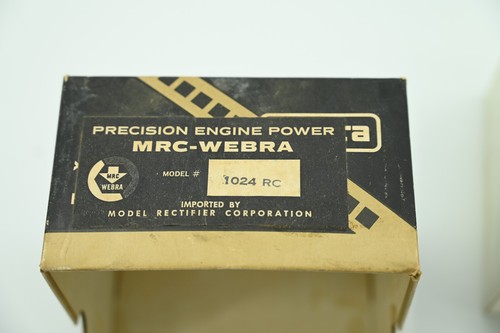 PRECISION ENGINE POWER
MRC-WEBRA
MRC
WEBRA
MODEL #
1024 RC
IMPORTED BY
MODEL RECTIFIER CORPORATION